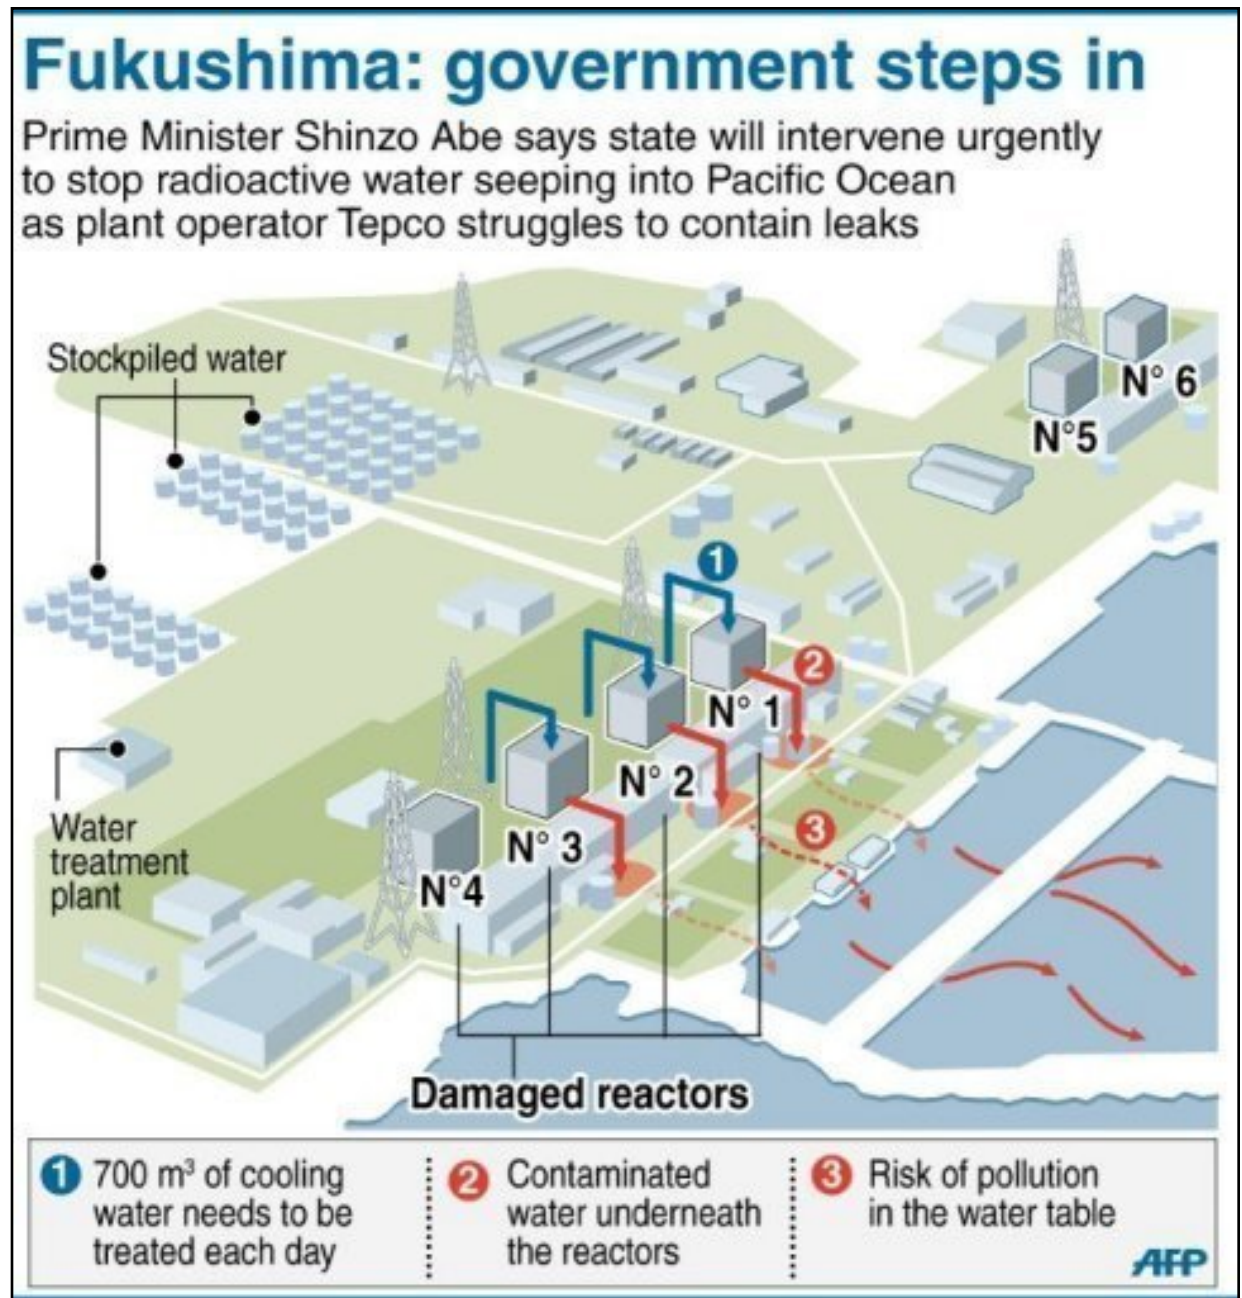 Fukushima: government steps in
Prime Minister Shinzo Abe says state will intervene urgently
to stop radioactive water seeping into Pacific Ocean
as plant operator Tepco struggles to contain leaks
Stockpiled water
N° 6
N°5
1
2
N° 1
N° 2
3
N° 3
N°4
Water
treatment
plant
Damaged reactors
1 700 m³ of cooling
water needs to be
treated each day
2 Contaminated
water underneath
the reactors
3 Risk of pollution
in the water table
AFP